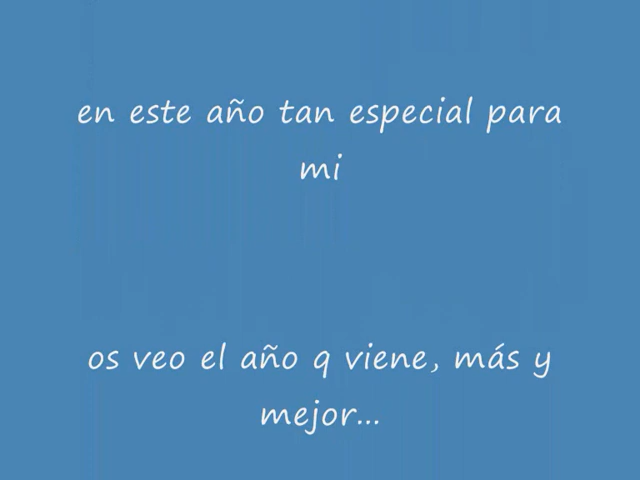 en este año tan especial para
mi
os veo el año q viene, más y
mejor...